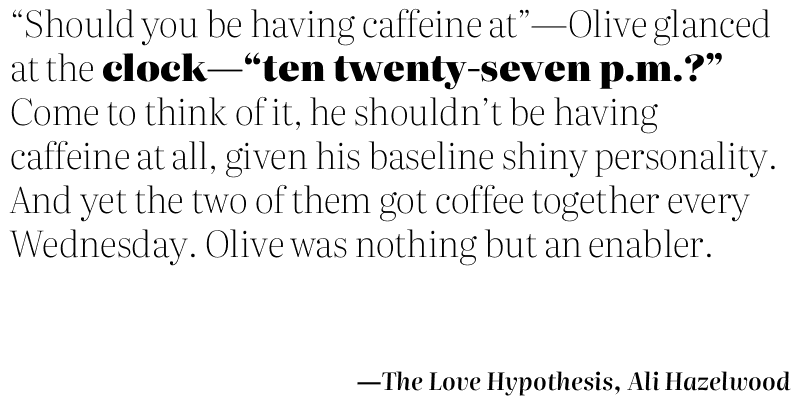 “Should you be having caffeine at”—Olive glanced
at the clock—“ten twenty-seven p.m.?”
Come to think of it, he shouldn’t be having
caffeine at all, given his baseline shiny personality.
And yet the two of them got coffee together every
Wednesday. Olive was nothing but an enabler.
—The Love Hypothesis, Ali Hazelwood